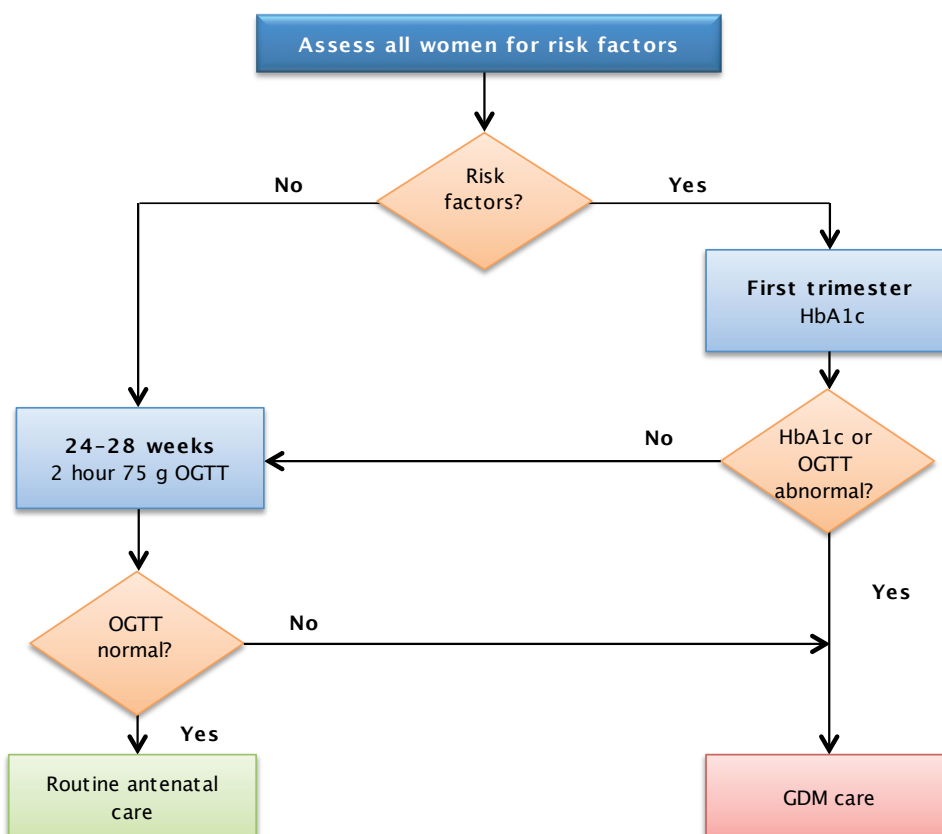 Assess all women for risk factors
Risk
factors?
No
Yes
First trimester
HbA1c
24–28 weeks
2 hour 75 g OGTT
No
HbA1c or
OGTT
abnormal?
Yes
OGTT
normal?
No
Yes
Routine antenatal
care
GDM care